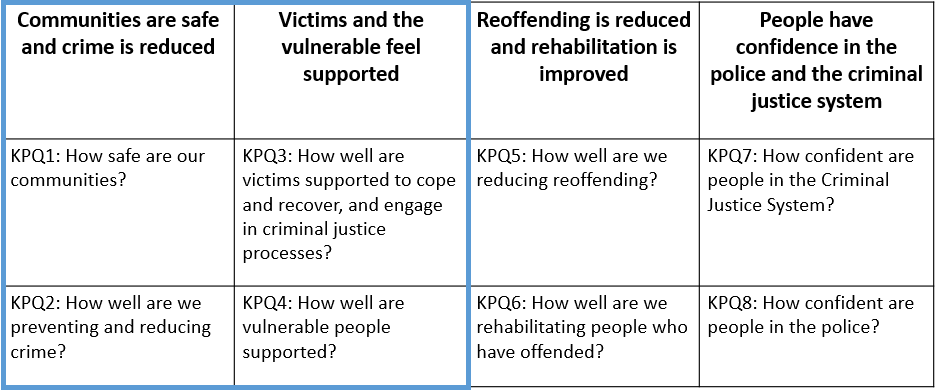 Communities are safe
and crime is reduced
Victims and the
vulnerable feel
supported
Reoffending is reduced
and rehabilitation is
improved
People have
confidence in the
police and the criminal
justice system
KPQ1: How safe are our
communities?
KPQ3: How well are
victims supported to cope
and recover, and engage
in criminal justice
processes?
KPQ5: How well are we
reducing reoffending?
KPQ7: How confident are
people in the Criminal
Justice System?
KPQ2: How well are we
preventing and reducing
crime?
KPQ4: How well are
vulnerable people
supported?
KPQ6: How well are we
rehabilitating people who
have offended?
KPQ8: How confident are
people in the police?